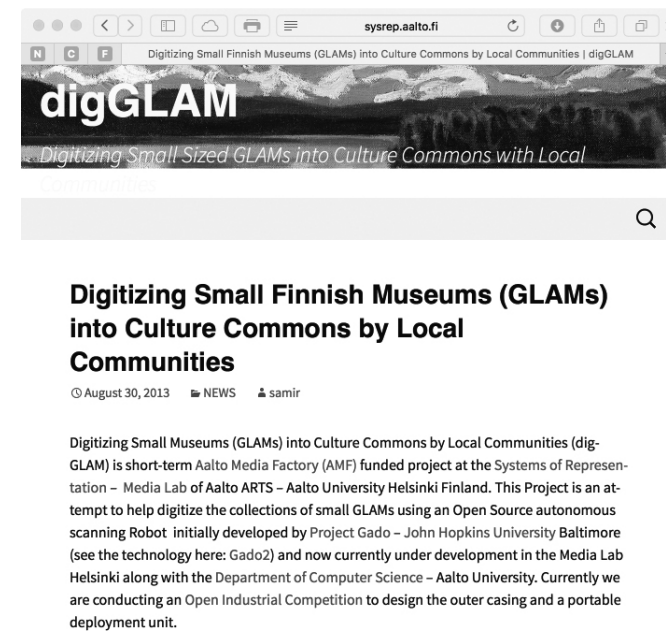 sysrep.aalto.fi
N C F Digitizing Small Finnish Museums (GLAMs) into Culture Commons by Local Communities | digGLAM
digGLAM
Digitizing Small Sized GLAMs into Culture Commons with Local
Communities
Digitizing Small Finnish Museums (GLAMs)
into Culture Commons by Local
Communities
August 30, 2013 NEWS samir
Digitizing Small Museums (GLAMs) into Culture Commons by Local Communities (dig-
GLAM) is short-term Aalto Media Factory (AMF) funded project at the Systems of Represen-
tation – Media Lab of Aalto ARTS – Aalto University Helsinki Finland. This Project is an at-
tempt to help digitize the collections of small GLAMs using an Open Source autonomous
scanning Robot initially developed by Project Gado – John Hopkins University Baltimore
(see the technology here: Gado2) and now currently under development in the Media Lab
Helsinki along with the Department of Computer Science – Aalto University. Currently we
are conducting an Open Industrial Competition to design the outer casing and a portable
deployment unit.